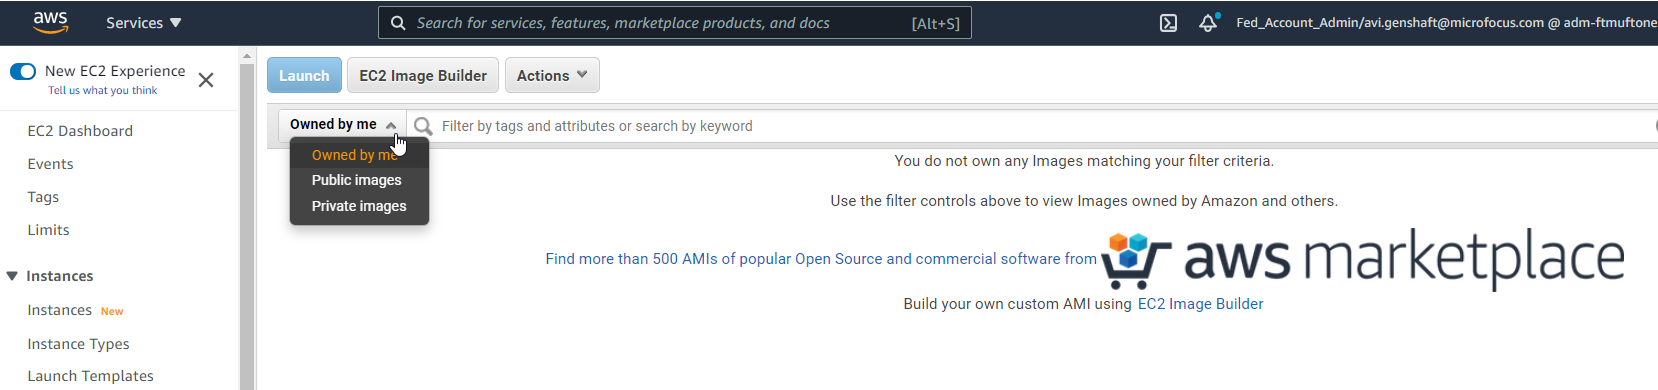 aws
Services
Search for services, features, marketplace products, and docs [Alt+S]
Fed_Account_Admin/avi.genshaft@microfocus.com @ adm-ftmuftone
New EC2 Experience
Tell us what you think
EC2 Dashboard
Events
Tags
Limits
Instances
Instances New
Instance Types
Launch Templates
Launch
EC2 Image Builder
Actions
Owned by me
Filter by tags and attributes or search by keyword
Owned by me
Public images
Private images
You do not own any Images matching your filter criteria.
Use the filter controls above to view Images owned by Amazon and others.
Find more than 500 AMIs of popular Open Source and commercial software from aws marketplace
Build your own custom AMI using EC2 Image Builder